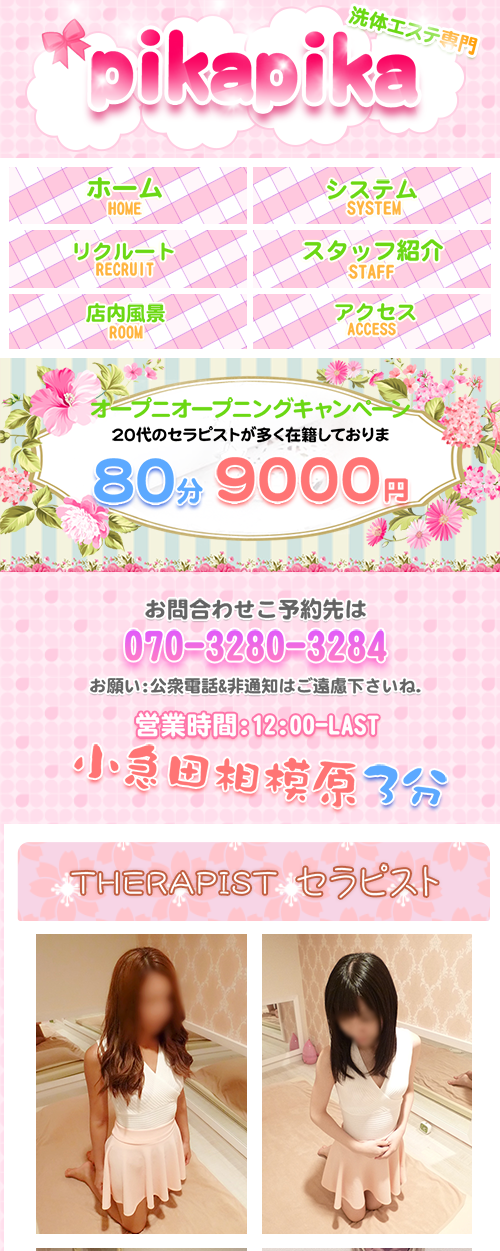 洗体エステ専門
pikapika
ホーム
HOME
システム
SYSTEM
リクルート
RECRUIT
スタッフ紹介
STAFF
店内風景
ROOM
アクセス
ACCESS
オープニオープニングキャンペーン
20代のセラピストが多く在籍しておりま
80分 9000円
お問合わせこ予約先は
070-3280-3284
お願い:公衆電話&非通知はご遠慮下さいね.
営業時間:12:00-LAST
小急田相模原3分
THERAPIST セラピスト